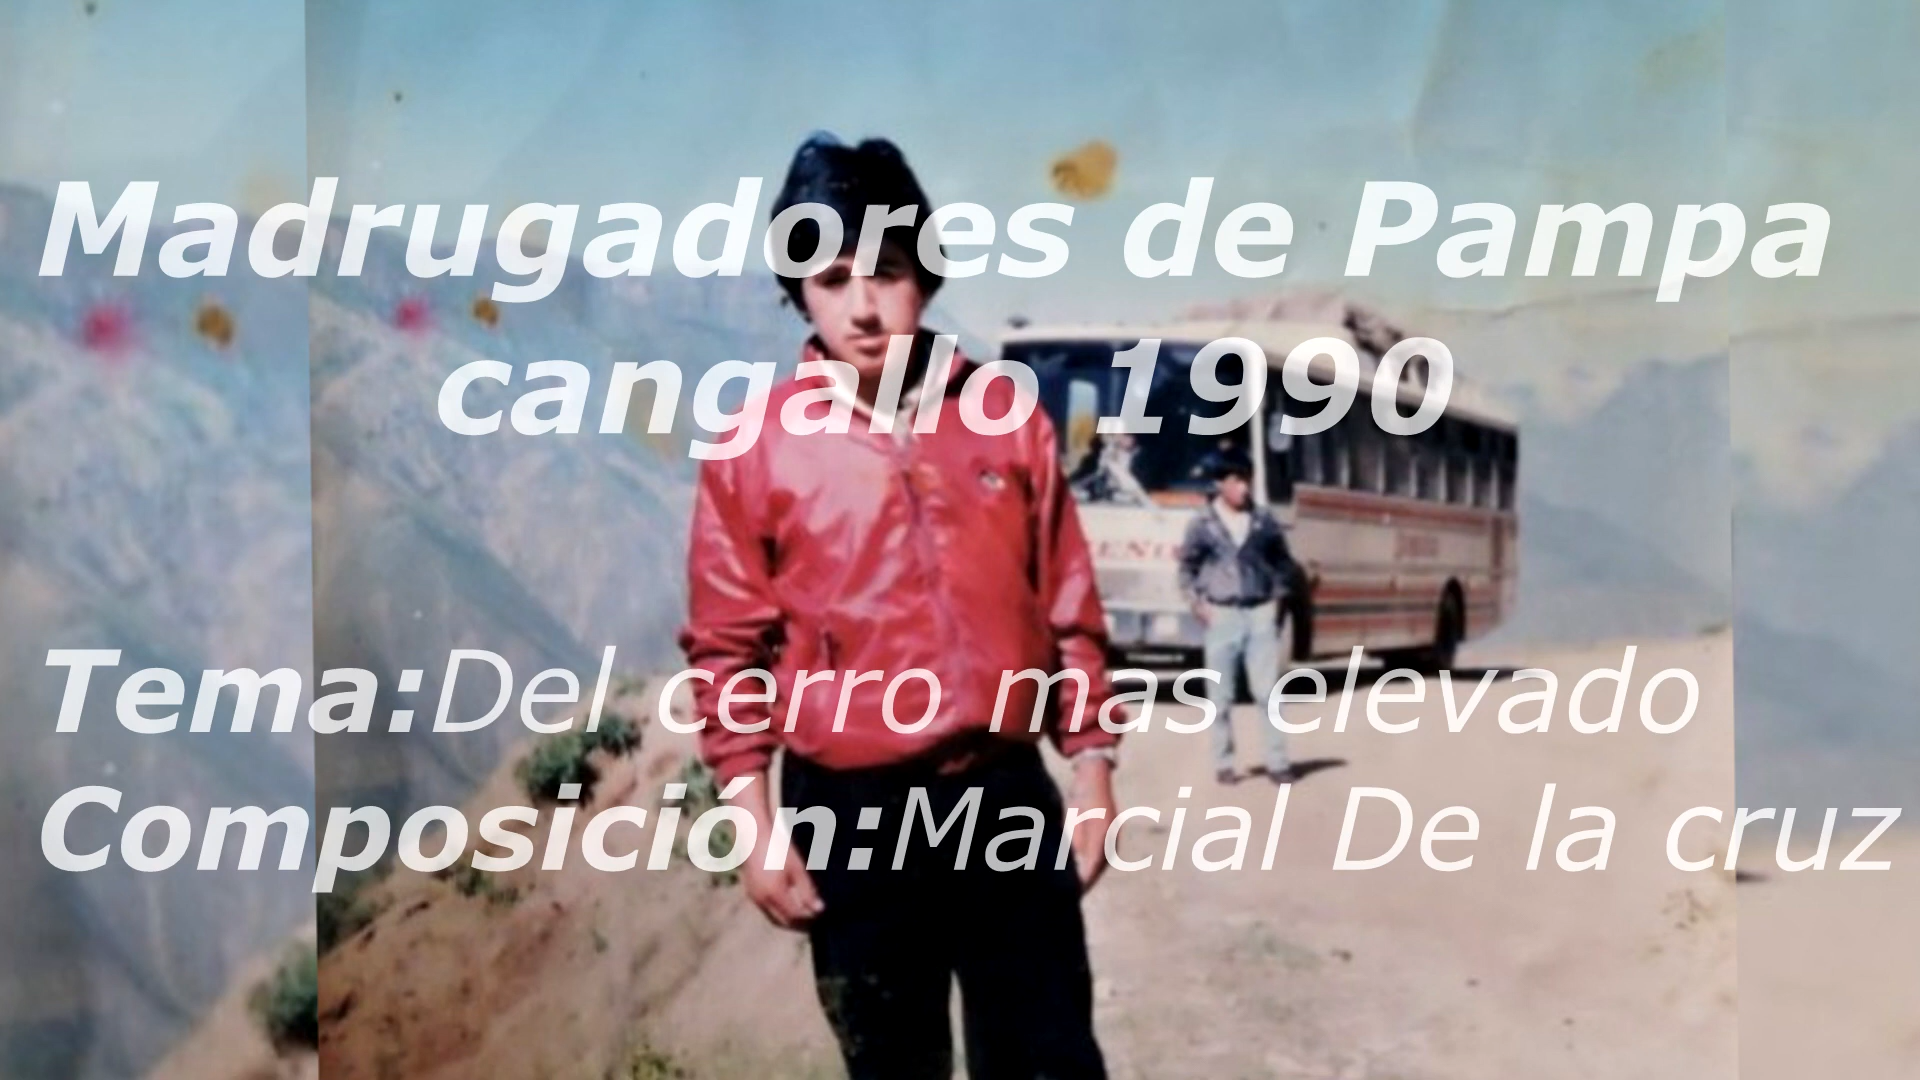 Madrugadores de Pampa
cangallo 1990
Tema:Del cerro mas elevado
Composición:Marcial De la cruz